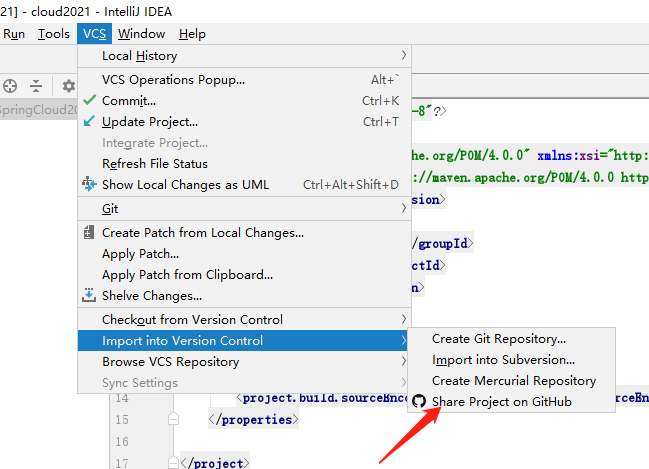 21] - cloud2021 - IntelliJ IDEA
Run Tools VCS Window Help
Local History
VCS Operations Popup... Alt+`
SpringCloud20
Commit... Ctrl+K
-8"?>
Update Project... Ctrl+T
Integrate Project...
Refresh File Status
che.org/POM/4.0.0" xmlns:xsi="http:
Show Local Changes as UML Ctrl+Alt+Shift+D
://maven.apache.org/POM/4.0.0 http
sion>
Git
Create Patch from Local Changes...
/groupId>
Apply Patch...
ctId>
Apply Patch from Clipboard...
n>
Shelve Changes...
Checkout from Version Control
Import into Version Control
Create Git Repository...
Browse VCS Repository
Import into Subversion...
Sync Settings
Create Mercurial Repository
14 <project.build.sourceEnc
Share Project on GitHub
urceEn
15 </properties>
16
17 </project>